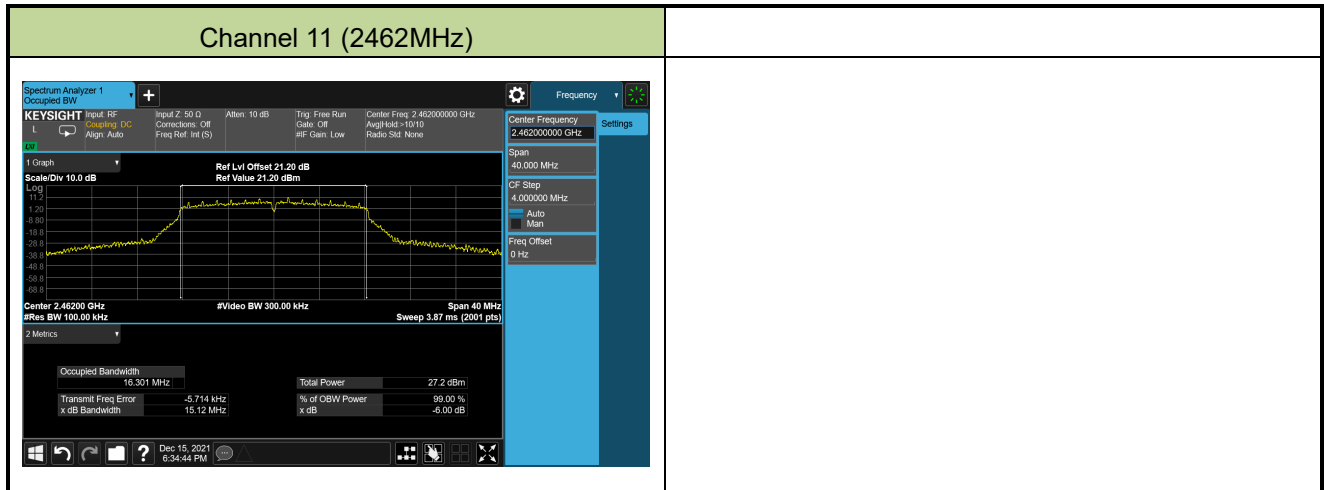 Channel 11 (2462MHz)
Spectrum Analyzer 1
Occupied BW
+
Frequency
KEYSIGHT
L
Input: RF
Coupling: DC
Align: Auto
Input Z: 50 Ω
Corrections: Off
Freq Ref: Int (S)
Atten: 10 dB
Trig: Free Run
Gate: Off
#IF Gain: Low
Center Freq: 2.462000000 GHz
Avg|Hold:>10/10
Radio Std: None
Center Frequency
2.462000000 GHz
Settings
Span
40.000 MHz
CF Step
4.000000 MHz
Auto
Man
Freq Offset
0 Hz
1 Graph
Scale/Div 10.0 dB
Ref Lvl Offset 21.20 dB
Ref Value 21.20 dBm
Log
11.2
1.20
-8.80
-18.8
-28.8
-38.8
-48.8
-58.8
-68.8
Center 2.46200 GHz
#Video BW 300.00 kHz
Span 40 MHz
#Res BW 100.00 kHz
Sweep 3.87 ms (2001 pts)
2 Metrics
Occupied Bandwidth
16.301 MHz
Total Power 27.2 dBm
Transmit Freq Error -5.714 kHz
% of OBW Power 99.00 %
x dB Bandwidth 15.12 MHz
x dB -6.00 dB
?
Dec 15, 2021
6:34:44 PM